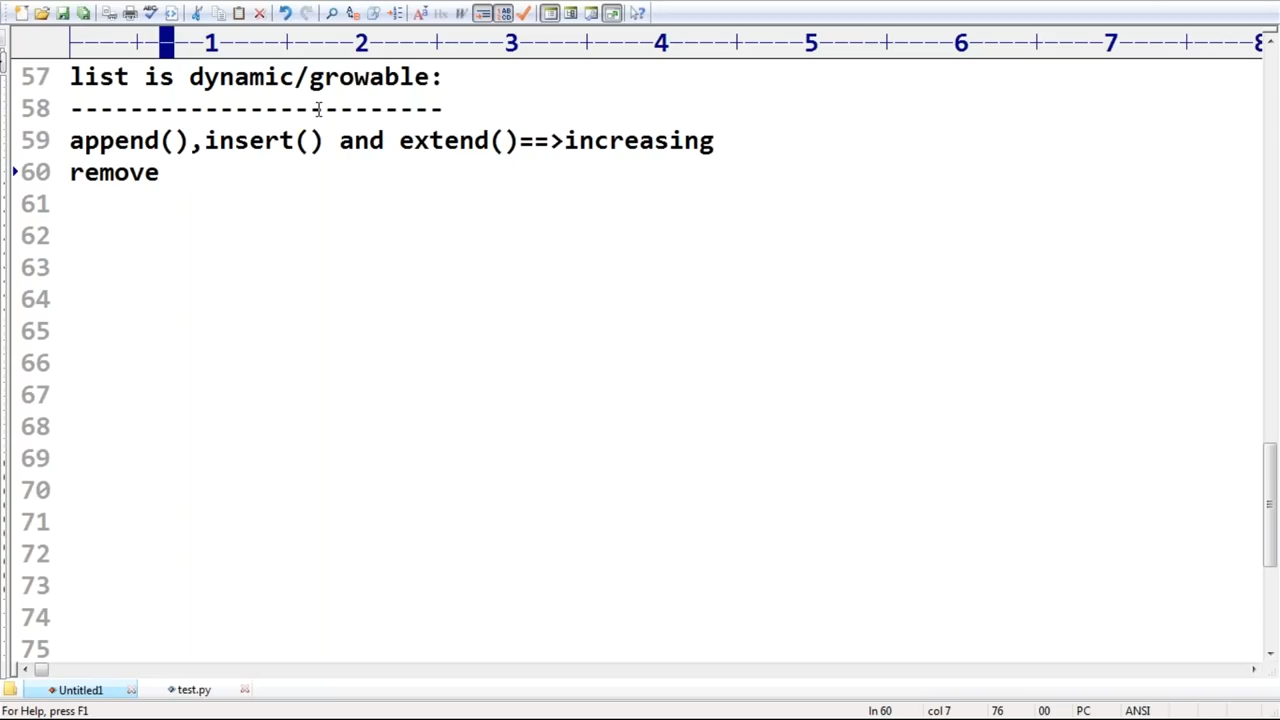 1 2 3 4 5 6 7 8
57 list is dynamic/growable:
58 -------------------------
59 append(),insert() and extend()==>increasing
60 remove
61
62
63
64
65
66
67
68
69
70
71
72
73
74
75
Untitled1 test.py
For Help, press F1 ln 60 col 7 76 00 PC ANSI